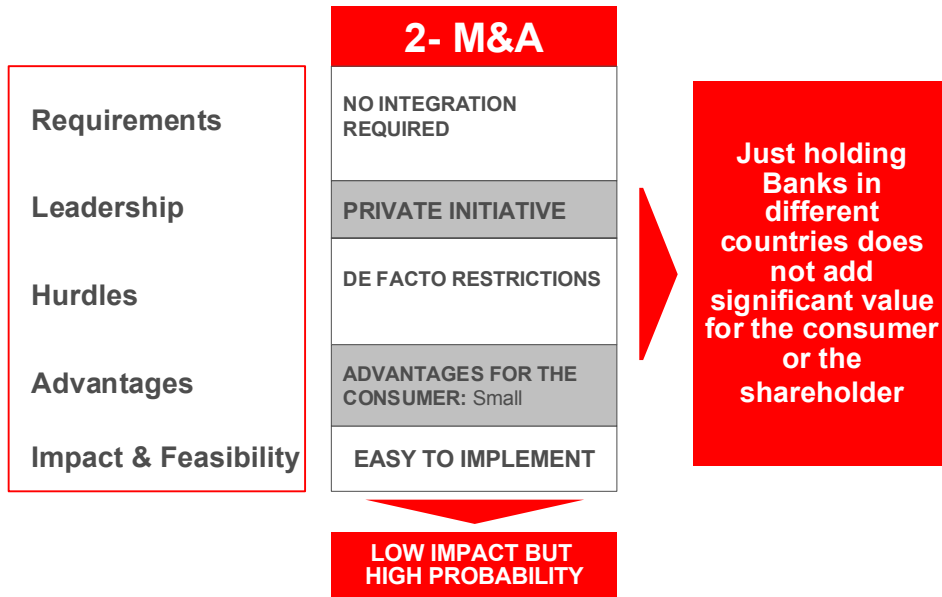 2- M&A
Requirements
NO INTEGRATION
REQUIRED
Leadership
PRIVATE INITIATIVE
Hurdles
DE FACTO RESTRICTIONS
Advantages
ADVANTAGES FOR THE
CONSUMER: Small
Impact & Feasibility
EASY TO IMPLEMENT
LOW IMPACT BUT
HIGH PROBABILITY
Just holding
Banks in
different
countries does
not add
significant value
for the consumer
or the
shareholder